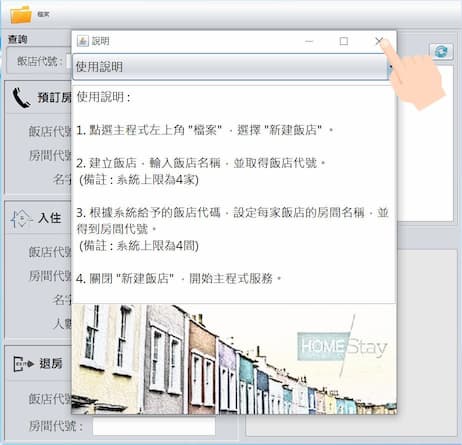 檔案
說明
查詢
飯店代號 :
使用說明
使用說明 :
1. 點選主程式左上角 "檔案" ，選擇 "新建飯店" 。
2. 建立飯店，輸入飯店名稱，並取得飯店代號。
(備註 : 系統上限為4家)
3. 根據系統給予的飯店代碼，設定每家飯店的房間名稱，並
得到房間代號。
(備註 : 系統上限為4間)
4. 關閉 "新建飯店" ，開始主程式服務。
HOME Stay
預訂房
飯店代號
房間代號
名字
入住
飯店代號
房間代號
名字
人數
EXIT
退房
飯店代號
房間代號 :